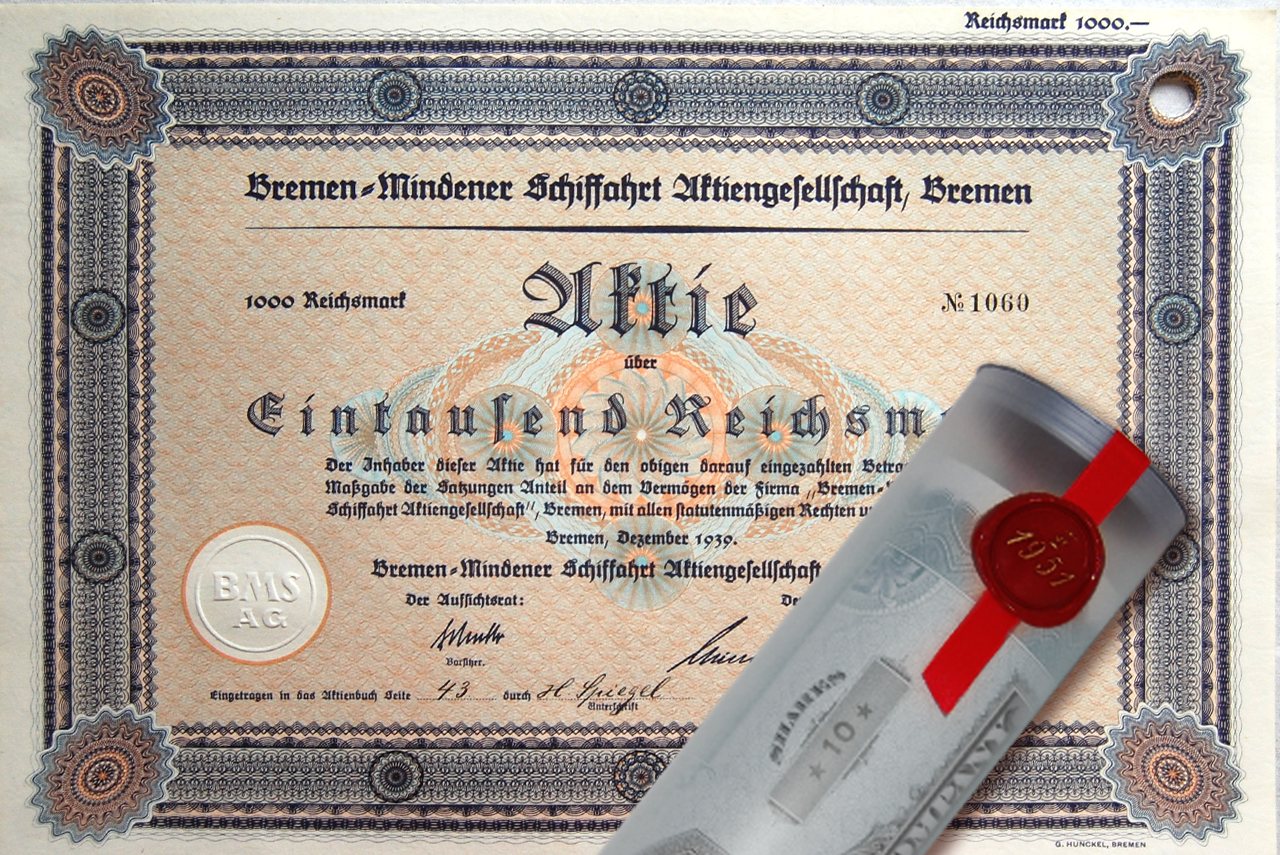 Reichsmark 1000.—
Bremen-Mindener Schiffahrt Aktiengesellschaft, Bremen
1000 Reichsmark
Aktie
№ 1060
über
Eintausend Reichsm
Der Inhaber dieser Aktie hat für den obigen darauf eingezahlten Betra
Maßgabe der Satzungen Anteil an dem Vermögen der Firma „Bremen-
Schiffahrt Aktiengesellschaft“, Bremen, mit allen statutenmäßigen Rechten u
Bremen, Dezember 1939.
Bremen-Mindener Schiffahrt Aktiengesellschaft
Der Aufsichtsrat:
De
Vorsitzer.
BMS
AG
Eingetragen in das Aktienbuch Seite 43 durch H Spiegel
Unterschrift
1951
SHARES
★ 10 ★
G. HUNCKEL, BREMEN